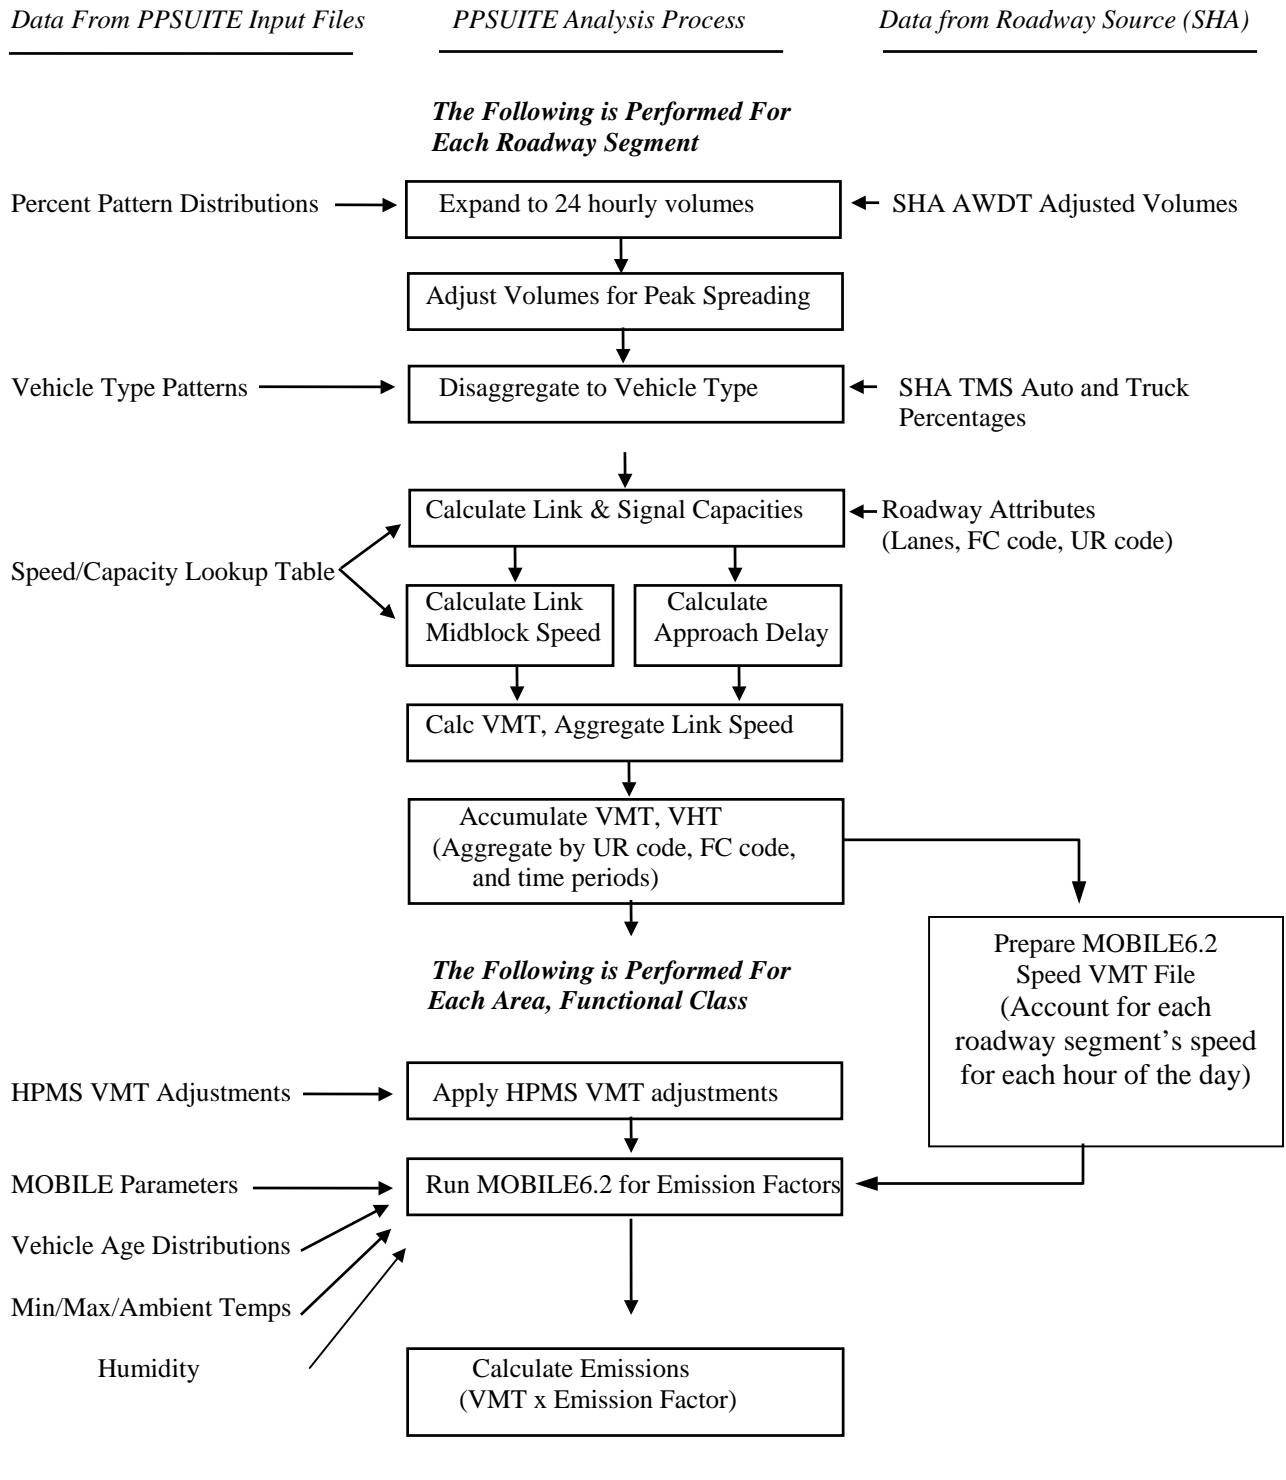 Data From PPSUITE Input Files
PPSUITE Analysis Process
Data from Roadway Source (SHA)
The Following is Performed For
Each Roadway Segment
Percent Pattern Distributions
Expand to 24 hourly volumes
SHA AWDT Adjusted Volumes
Adjust Volumes for Peak Spreading
Vehicle Type Patterns
Disaggregate to Vehicle Type
SHA TMS Auto and Truck
Percentages
Calculate Link & Signal Capacities
Roadway Attributes
(Lanes, FC code, UR code)
Speed/Capacity Lookup Table
Calculate Link
Midblock Speed
Calculate
Approach Delay
Calc VMT, Aggregate Link Speed
Accumulate VMT, VHT
(Aggregate by UR code, FC code,
and time periods)
Prepare MOBILE6.2
Speed VMT File
(Account for each
roadway segment’s speed
for each hour of the day)
The Following is Performed For
Each Area, Functional Class
HPMS VMT Adjustments
Apply HPMS VMT adjustments
MOBILE Parameters
Run MOBILE6.2 for Emission Factors
Vehicle Age Distributions
Min/Max/Ambient Temps
Humidity
Calculate Emissions
(VMT x Emission Factor)